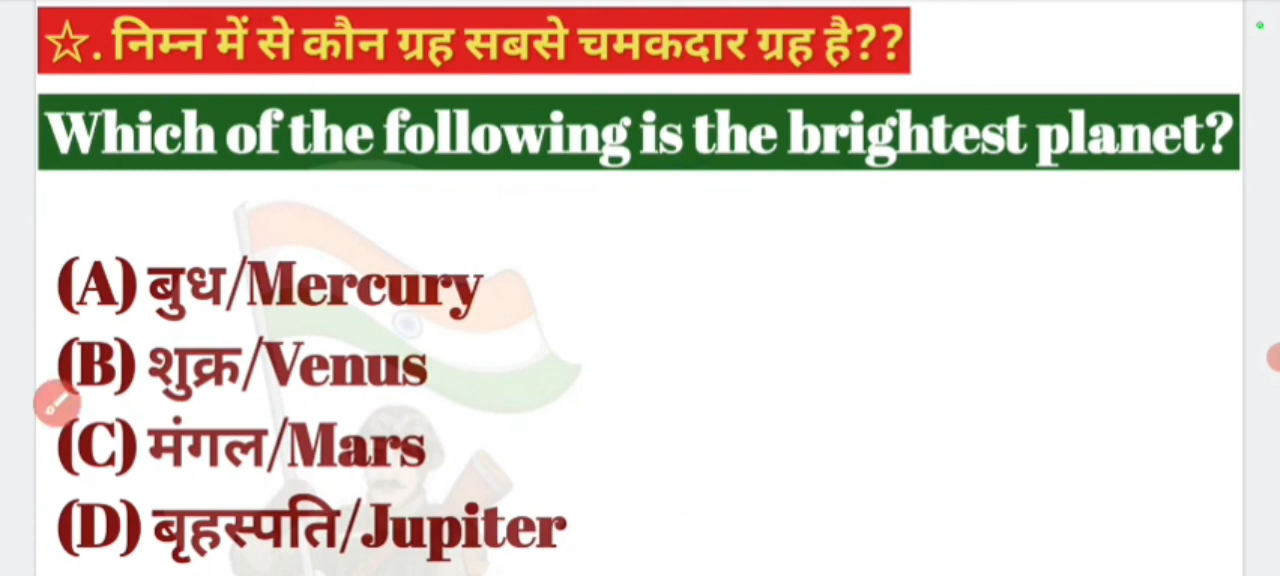 ☆. निम्न में से कौन ग्रह सबसे चमकदार ग्रह है??
Which of the following is the brightest planet?
(A) बुध/Mercury
(B) शुक्र/Venus
(C) मंगल/Mars
(D) बृहस्पति/Jupiter